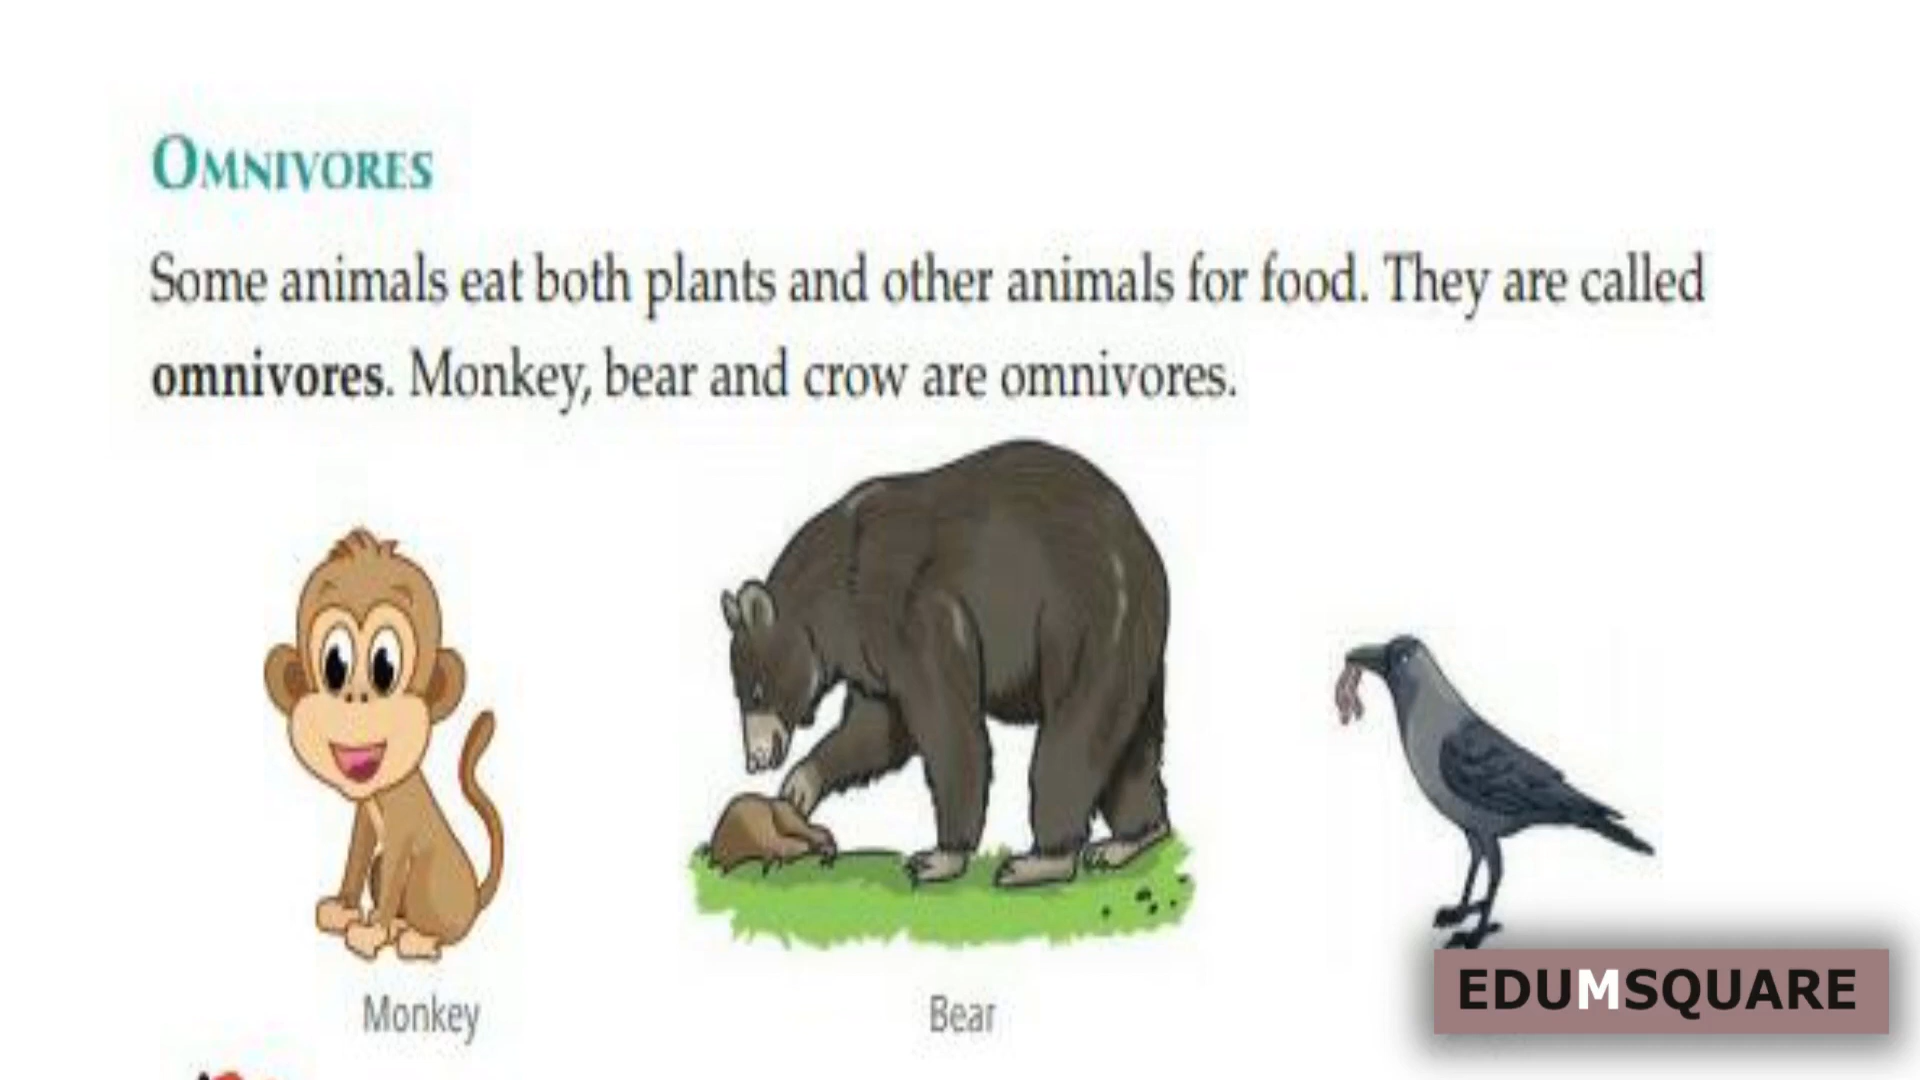 OMNIVORES
Some animals eat both plants and other animals for food. They are called
omnivores. Monkey, bear and crow are omnivores.
Monkey
Bear
EDUMSQUARE